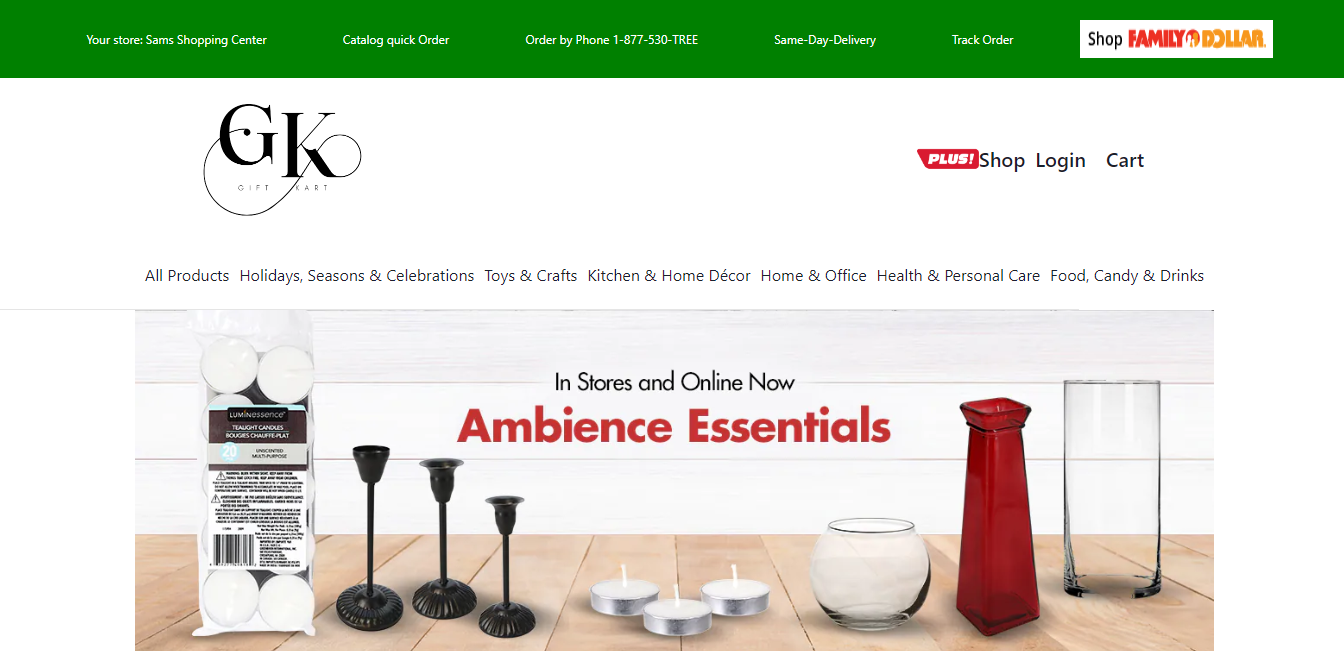 Your store: Sams Shopping Center
Catalog quick Order
Order by Phone 1-877-530-TREE
Same-Day-Delivery
Track Order
Shop FAMILY DOLLAR
GK
GIFT KART
PLUS! Shop Login Cart
All Products Holidays, Seasons & Celebrations Toys & Crafts Kitchen & Home Décor Home & Office Health & Personal Care Food, Candy & Drinks
In Stores and Online Now
Ambience Essentials
LUMINessence
TEALIGHT CANDLES
BOUGIES CHAUFFE-PLAT
20
UNSCENTED
MULTI-PURPOSE